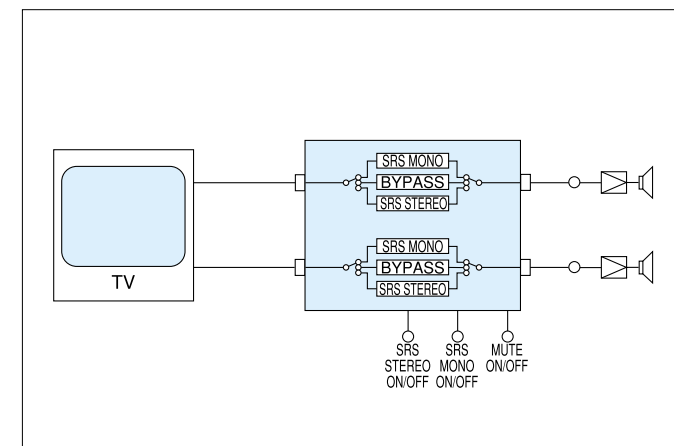 SRS MONO
BYPASS
SRS STEREO
SRS MONO
BYPASS
SRS STEREO
TV
SRS
STEREO
ON/OFF
SRS
MONO
ON/OFF
MUTE
ON/OFF